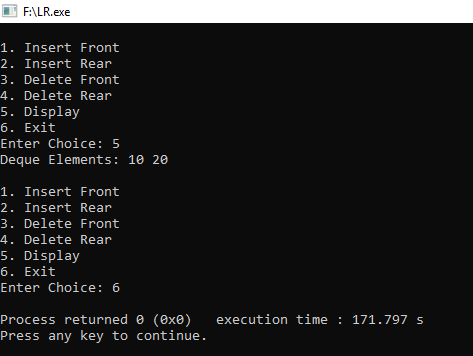 F:\LR.exe
1. Insert Front
2. Insert Rear
3. Delete Front
4. Delete Rear
5. Display
6. Exit
Enter Choice: 5
Deque Elements: 10 20
1. Insert Front
2. Insert Rear
3. Delete Front
4. Delete Rear
5. Display
6. Exit
Enter Choice: 6
Process returned 0 (0x0)   execution time : 171.797 s
Press any key to continue.